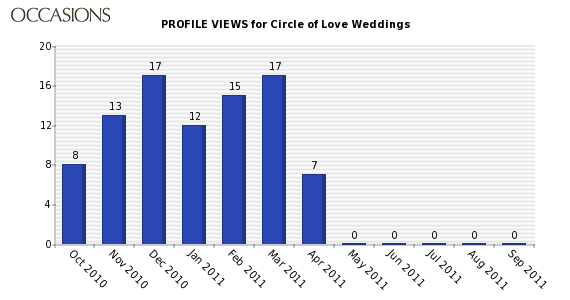 OCCASIONS
PROFILE VIEWS for Circle of Love Weddings
20
16
12
8
4
0
8
13
17
12
15
17
7
0
0
0
0
0
Oct 2010
Nov 2010
Dec 2010
Jan 2011
Feb 2011
Mar 2011
Apr 2011
May 2011
Jun 2011
Jul 2011
Aug 2011
Sep 2011